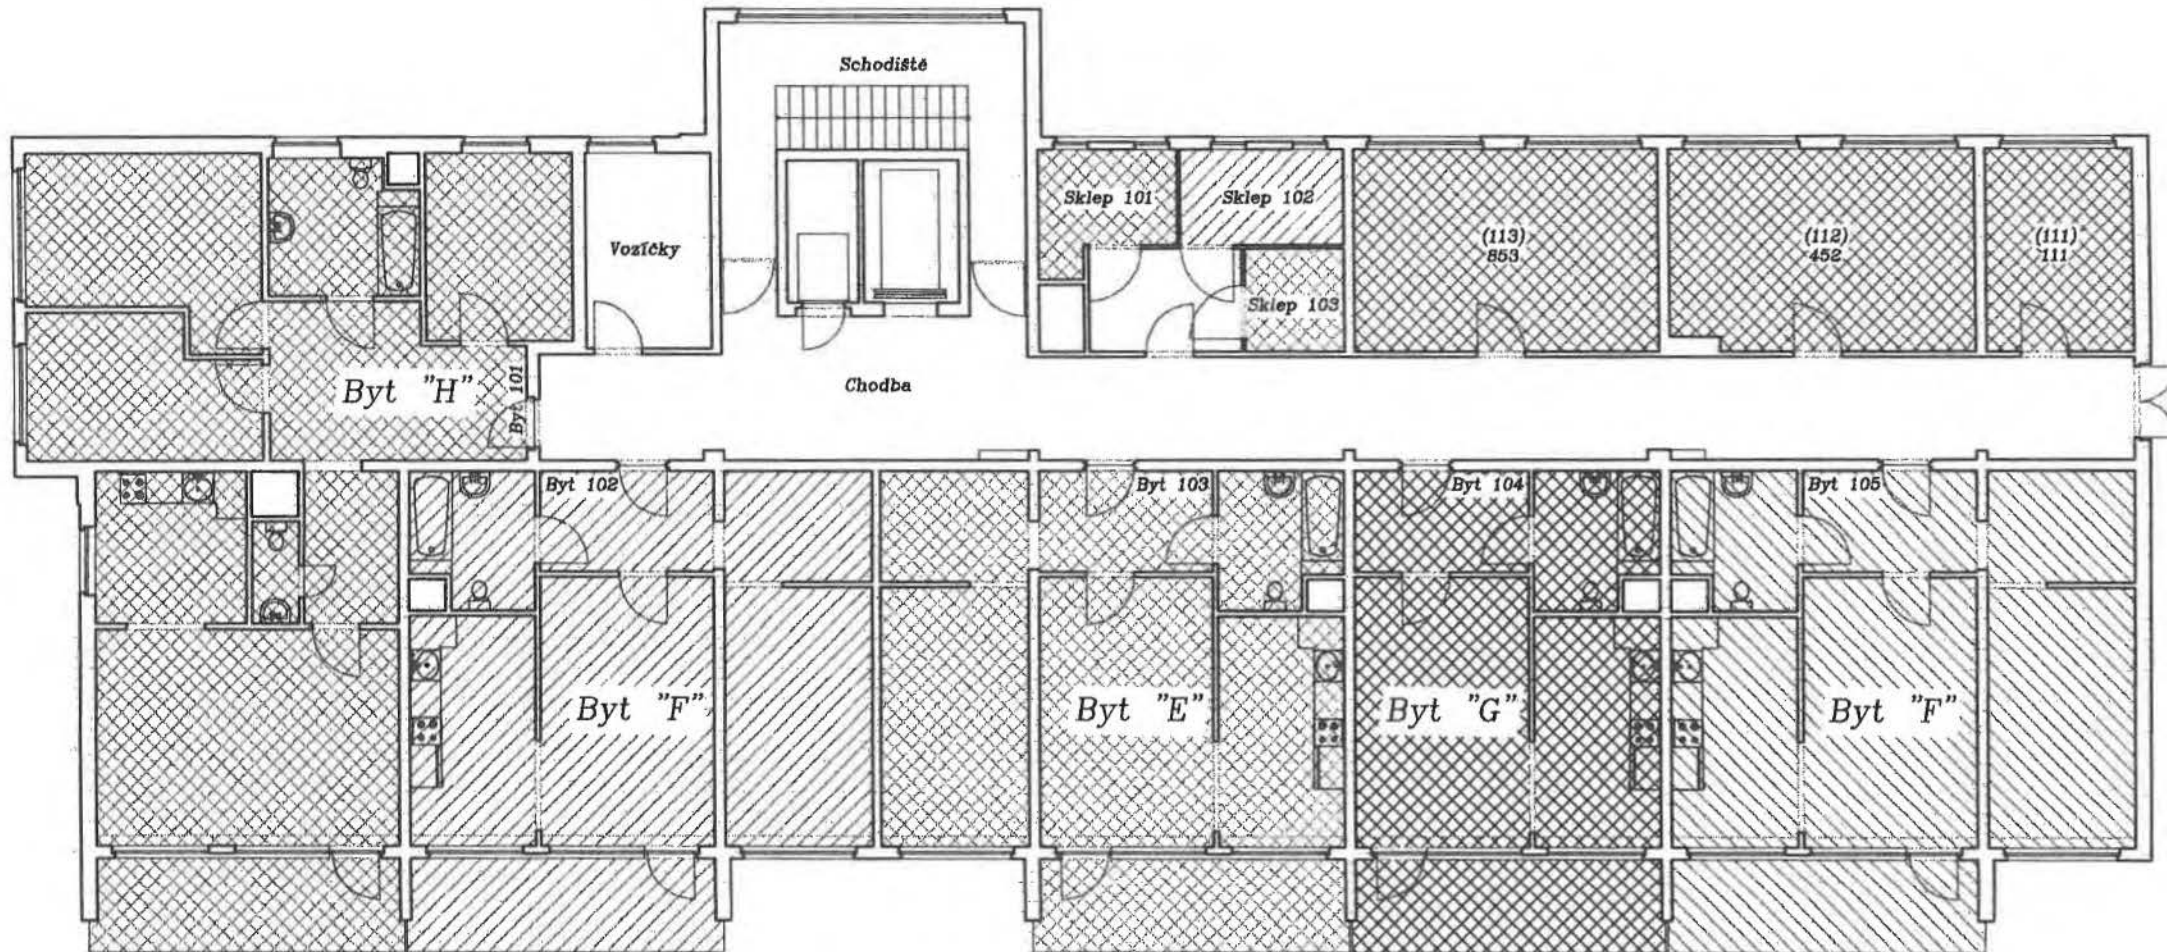 Schodiště
Sklep 101
Sklep 102
(113)
853
(112)
452
(111)
111
Vozíčky
Sklep 103
Byt "H"
Byt 101
Chodba
Byt 102
Byt 103
Byt 104
Byt 105
Byt "F"
Byt "E"
Byt "G"
Byt "F"